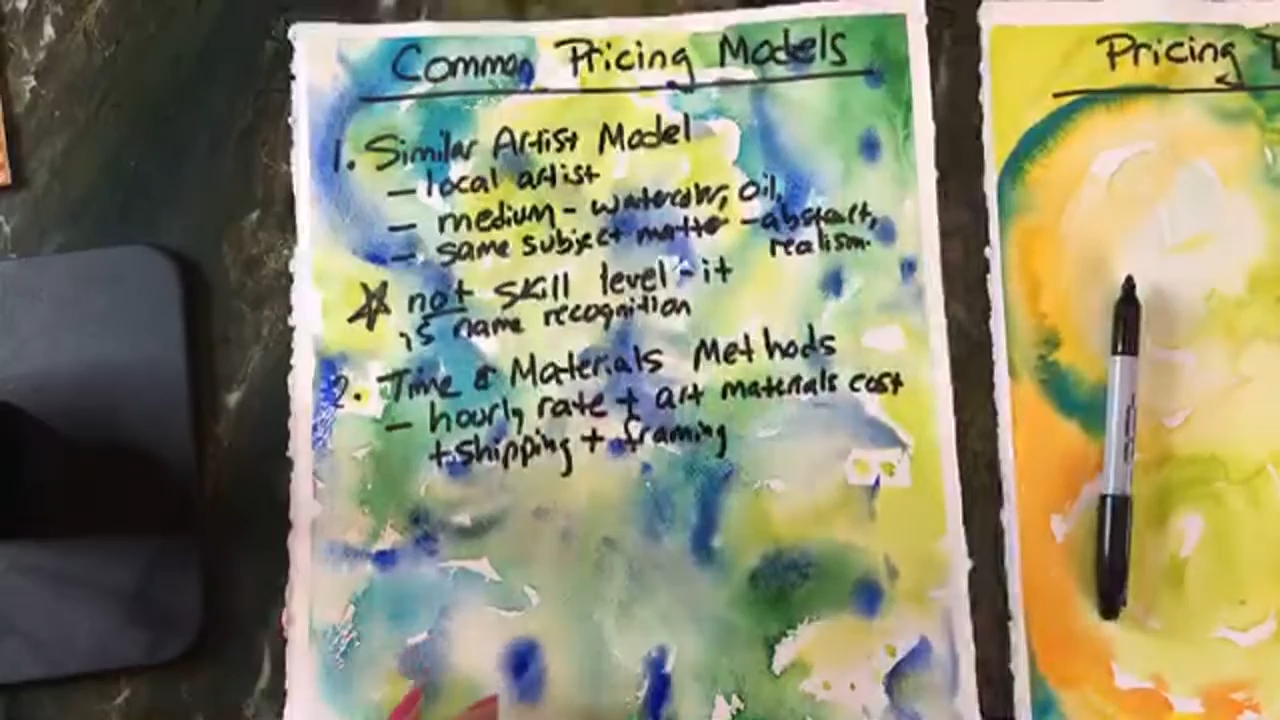 Common Pricing Models
1. Similar Artist Model
- local artist
- medium - watercolor, oil,
- same subject matter - abstract,
realism.
not skill level - it
is name recognition
2. Time & Materials Methods
- hourly rate + art materials cost
+ shipping + framing
Pricing